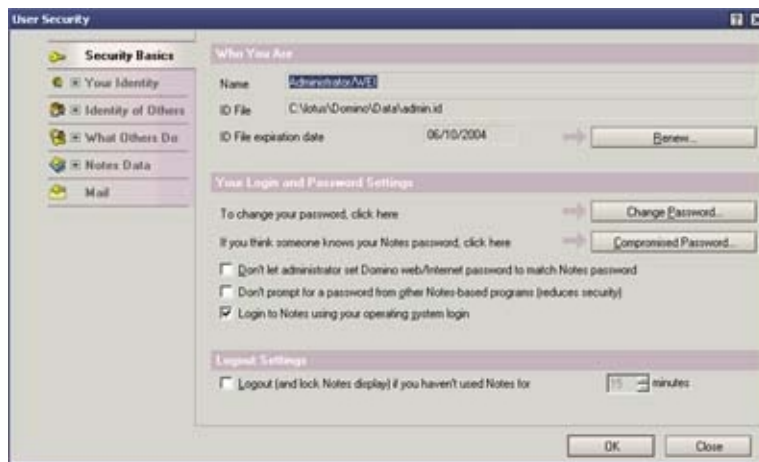 User Security
Security Basics
Your Identity
Identity of Others
What Others Do
Notes Data
Mail
Who You Are
Name Administrator/WEI
ID File C:\lotus\Domino\Data\admin.id
ID File expiration date 06/10/2004 Renew...
Your Login and Password Settings
To change your password, click here Change Password...
If you think someone knows your Notes password, click here Compromised Password...
Don't let administrator set Domino web/Internet password to match Notes password
Don't prompt for a password from other Notes-based programs (reduces security)
Login to Notes using your operating system login
Logout Settings
Logout (and lock Notes display) if you haven't used Notes for 15 minutes
OK Close